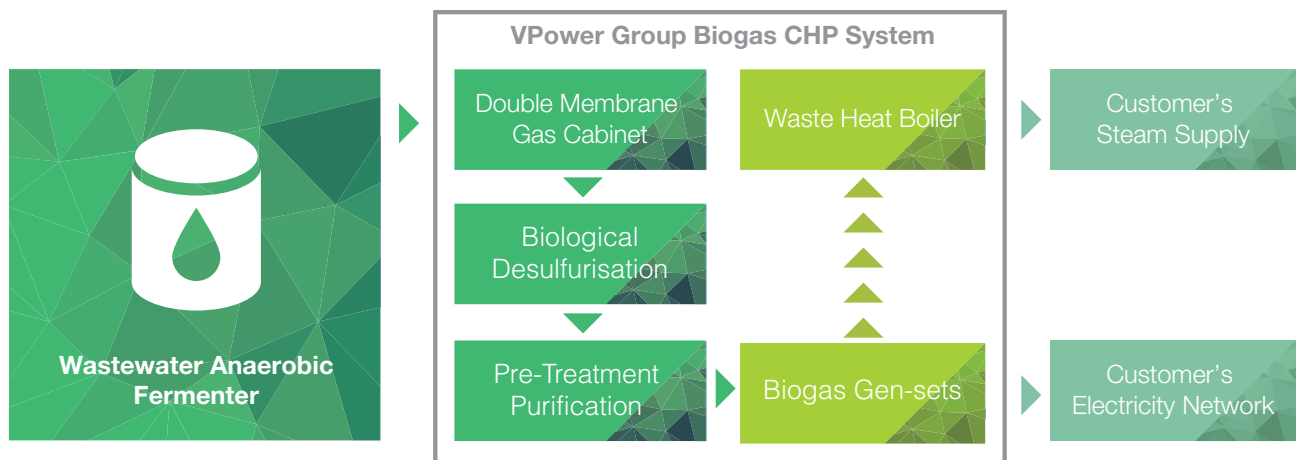 VPower Group Biogas CHP System
Wastewater Anaerobic
Fermenter
Double Membrane
Gas Cabinet
Biological
Desulfurisation
Pre-Treatment
Purification
Biogas Gen-sets
Waste Heat Boiler
Customer’s
Steam Supply
Customer’s
Electricity Network